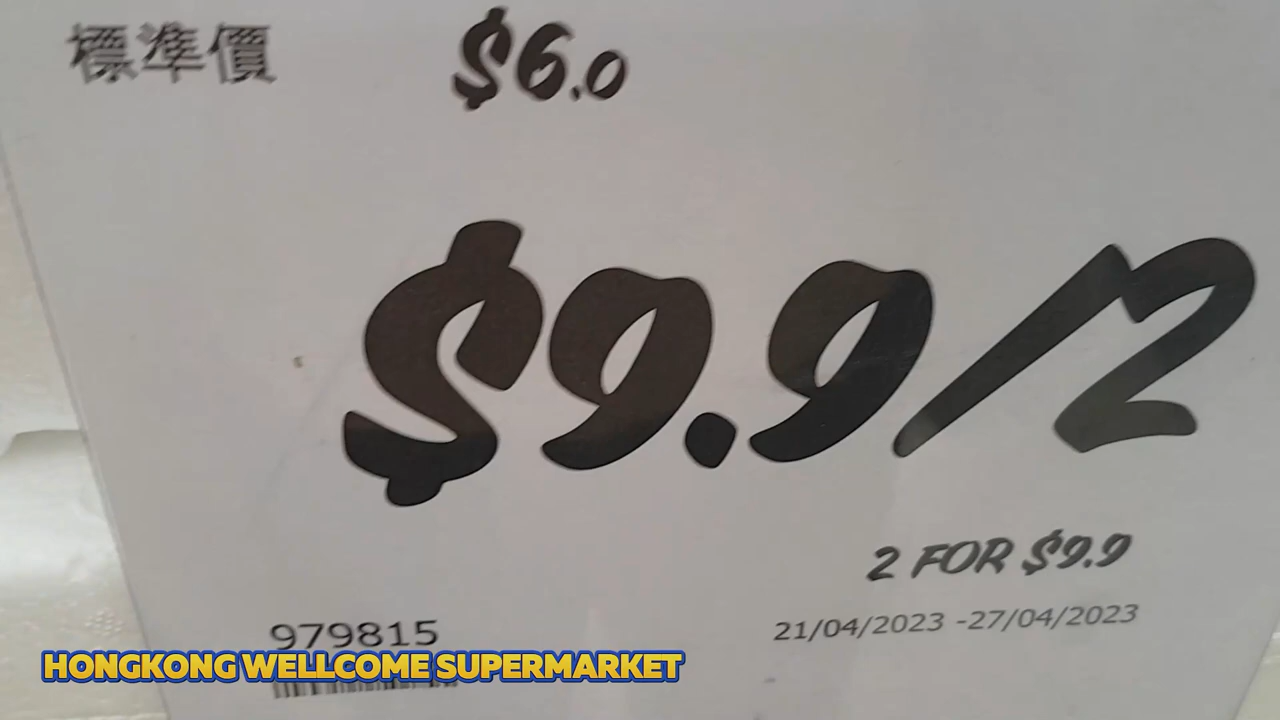 標準價 $6.0
$9.9/2
2 FOR $9.9
979815
21/04/2023 -27/04/2023
HONGKONG WELLCOME SUPERMARKET